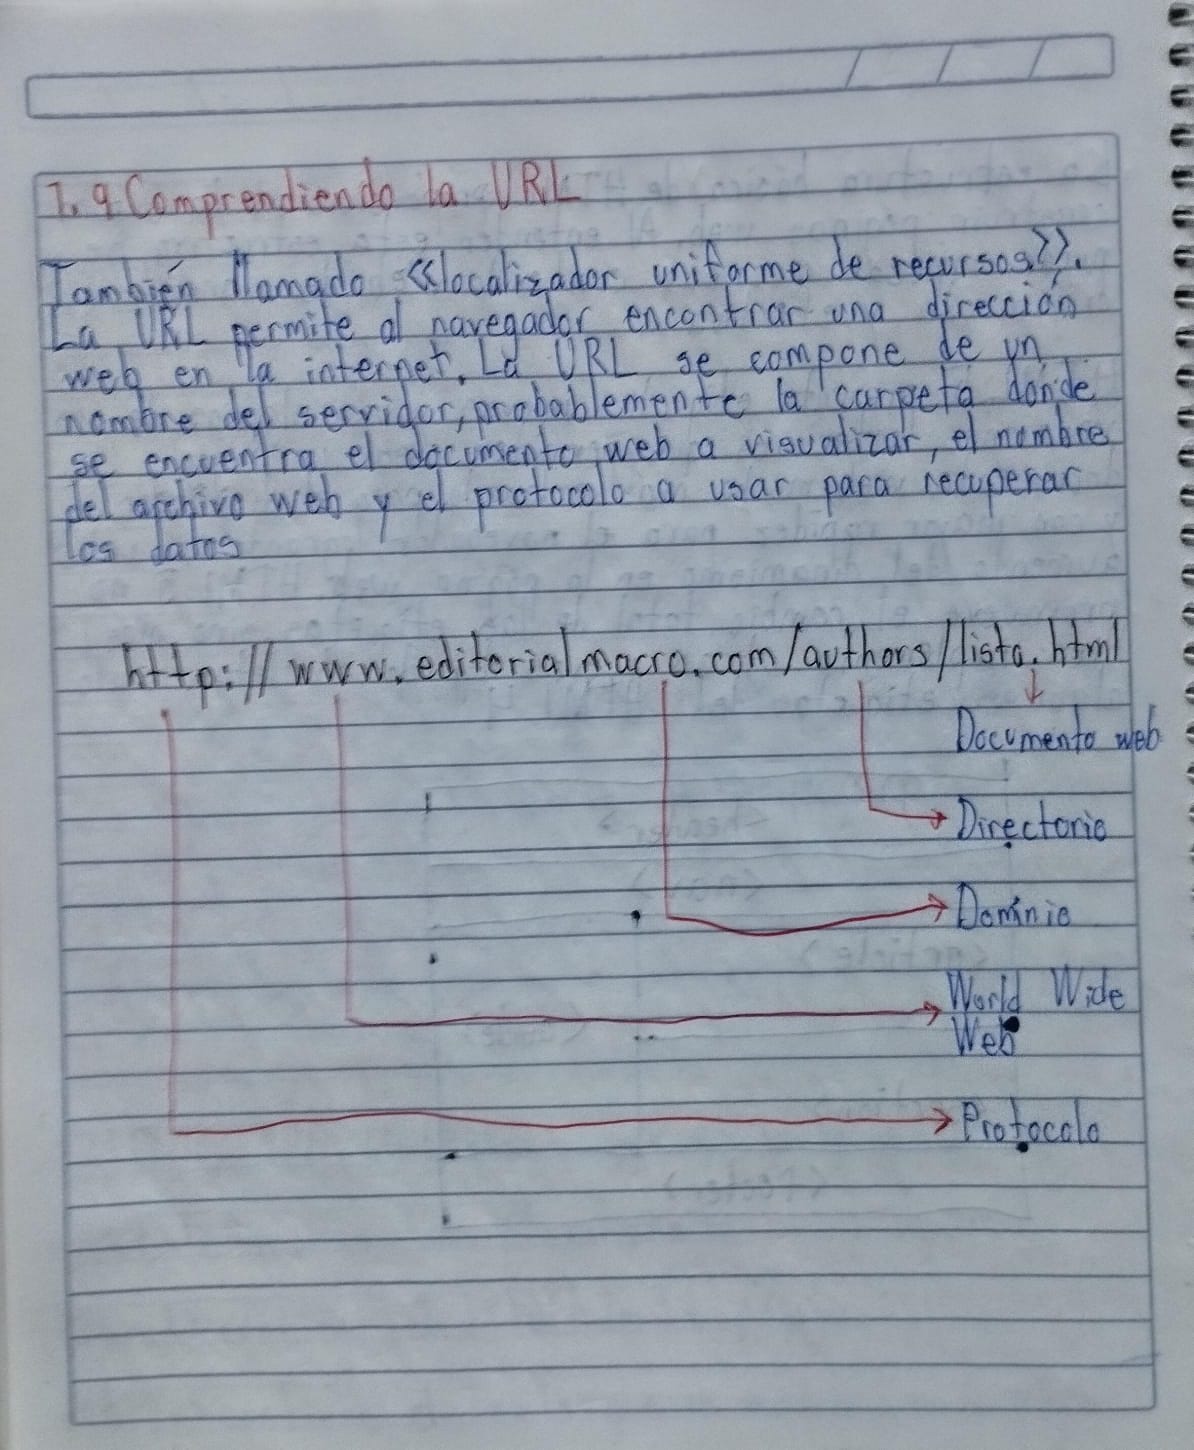 1.9 Comprendiendo la URL
También llamado «localizador uniforme de recursos».
La URL permite al navegador encontrar una dirección
web en la internet. La URL se compone de un
nombre del servidor, probablemente la carpeta donde
se encuentra el documento web a visualizar, el nombre
del archivo web y el protocolo a usar para recuperar
los datos
http://www.editorialmacro.com/authors/lista.html
Documento web
Directorio
Dominio
World Wide
Web
Protocolo